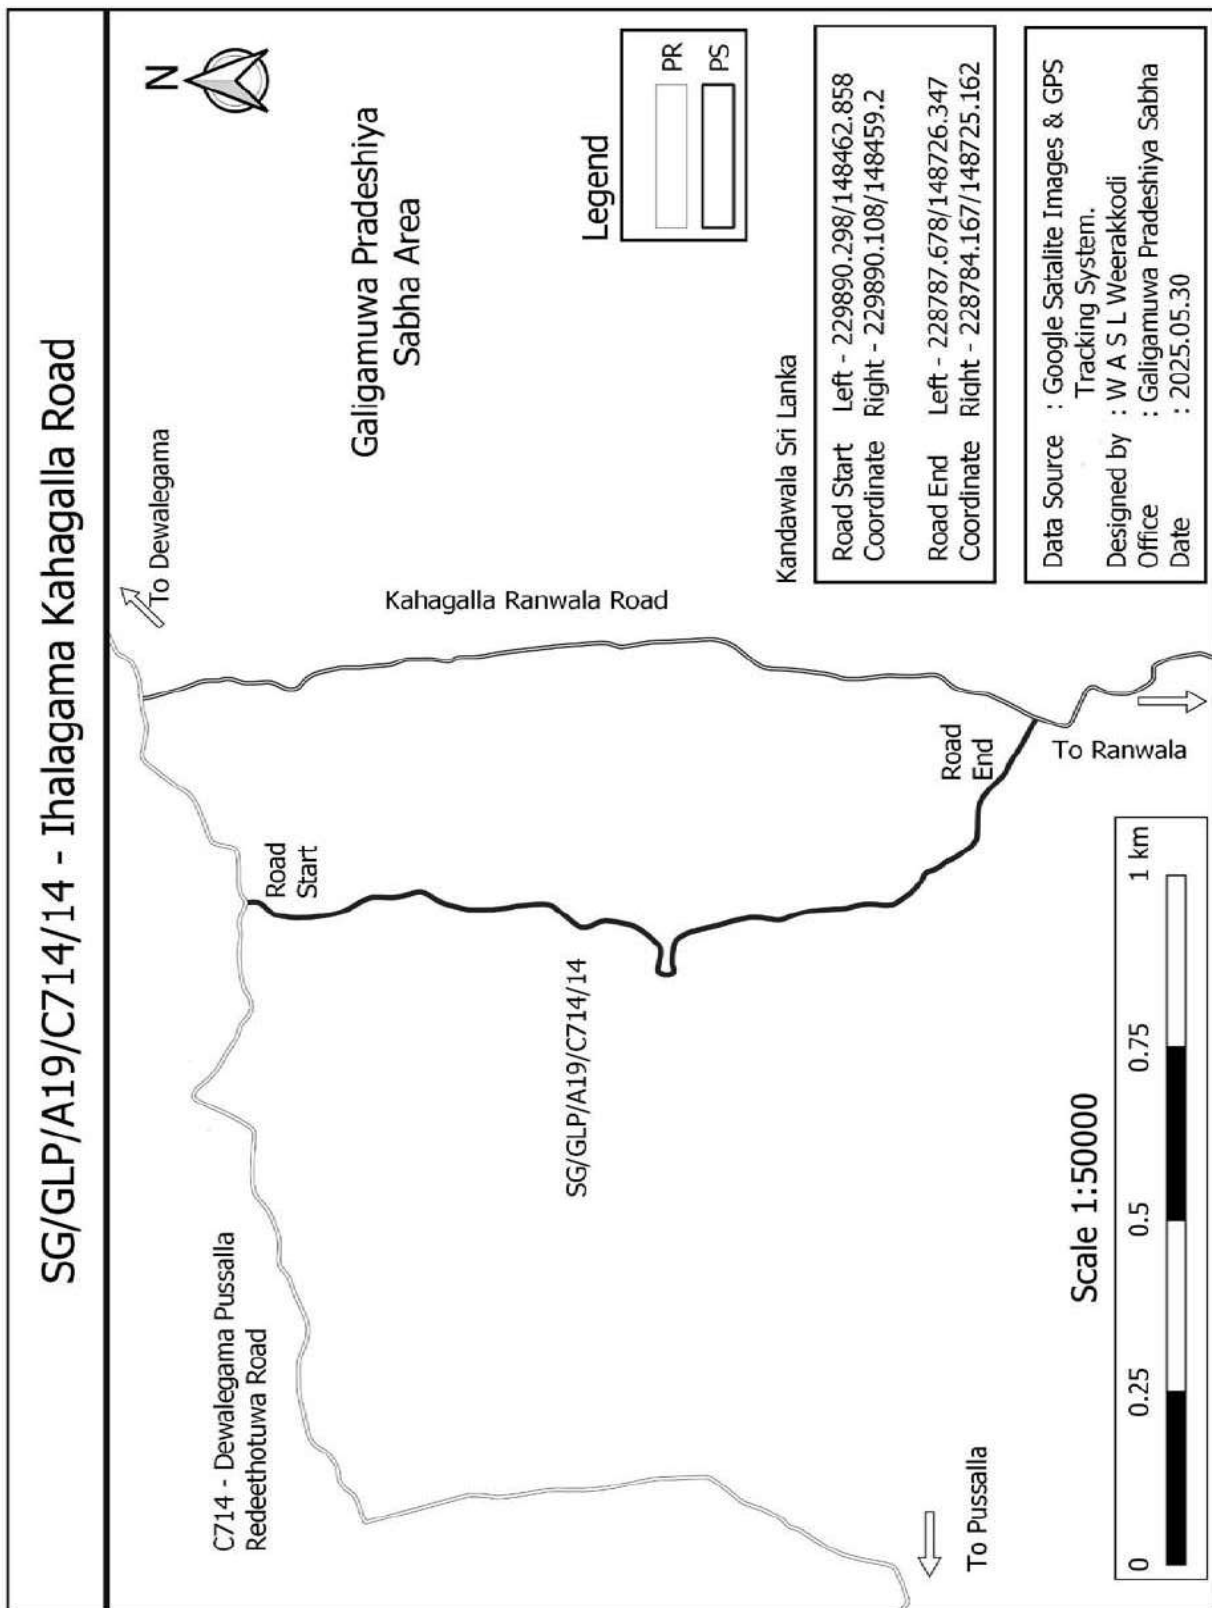 SG/GLP/A19/C714/14 - Ihalagama Kahagalla Road
N
To Dewalegama
Galigamuwa Pradeshiya
Sabha Area
C714 - Dewalegama Pussalla
Redeethotuwa Road
Road
Start
Kahagalla Ranwala Road
Legend
PR
PS
SG/GLP/A19/C714/14
Kandawala Sri Lanka
Road Start Left - 229890.298/148462.858
Coordinate Right - 229890.108/148459.2
Road End Left - 228787.678/148726.347
Coordinate Right - 228784.167/148725.162
Road
End
To Pussalla
To Ranwala
Scale 1:50000
0 0.25 0.5 0.75 1 km
Data Source : Google Satalite Images & GPS
Tracking System.
Designed by : W A S L Weerakkodi
Office : Galigamuwa Pradeshiya Sabha
Date : 2025.05.30